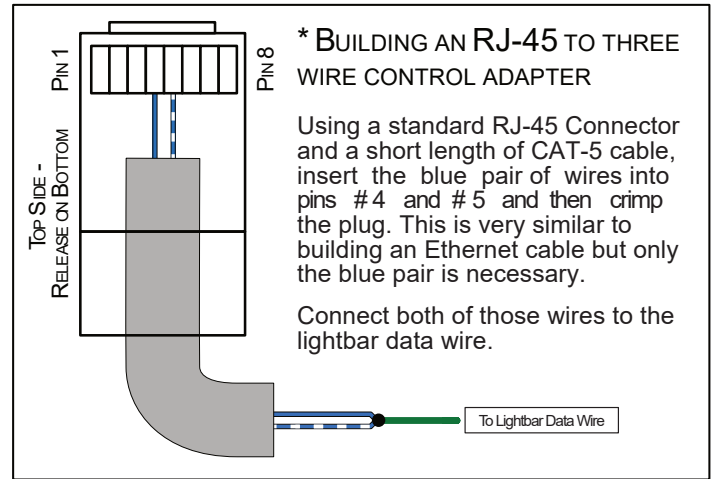 PIN 1
PIN 8
TOP SIDE -
RELEASE ON BOTTOM
* BUILDING AN RJ-45 TO THREE
WIRE CONTROL ADAPTER
Using a standard RJ-45 Connector
and a short length of CAT-5 cable,
insert the blue pair of wires into
pins #4 and #5 and then crimp
the plug. This is very similar to
building an Ethernet cable but only
the blue pair is necessary.
Connect both of those wires to the
lightbar data wire.
To Lightbar Data Wire